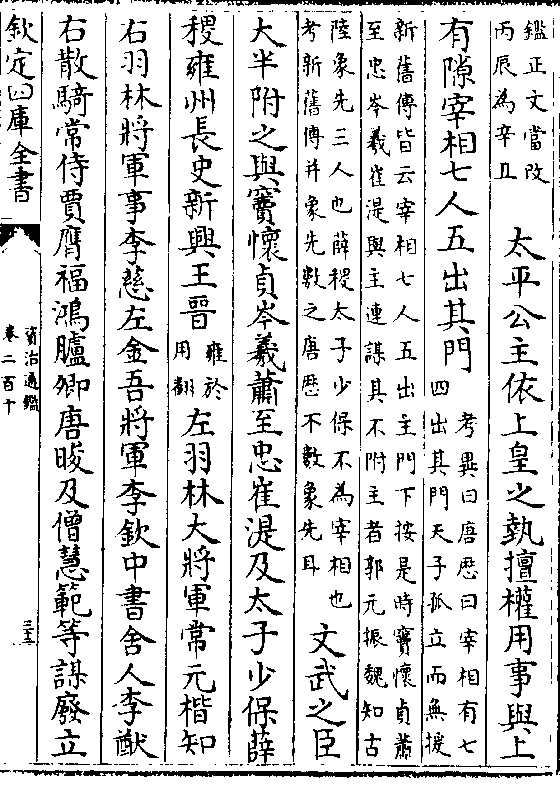 鑑正文當改
丙辰為辛丑
太平公主依上皇之埶擅權用事與上
有隙宰相七人五出其門
考異曰唐厯曰宰相有七
四出其門天子孤立而無援
新舊傳皆云宰相七人五出主門下按是時竇懷貞蕭
至忠岑羲崔湜與主連謀其不附主者郭元振魏知古
陸象先三人也薛稷太子少保不為宰相也
考新舊傳并象先數之唐厯不數象先耳
文武之臣
大半附之與竇懷貞岑羲蕭至忠崔湜及太子少保薛
稷雍州長史新興王晉
雍於
用翻
左羽林大將軍常元楷知
右羽林將軍事李慈左金吾將軍李欽中書舍人李猷
右散騎常侍賈膺福鴻臚卿唐晙及僧慧範等謀廢立
欽定四庫全書
資治通鑑
卷二百十
三十三